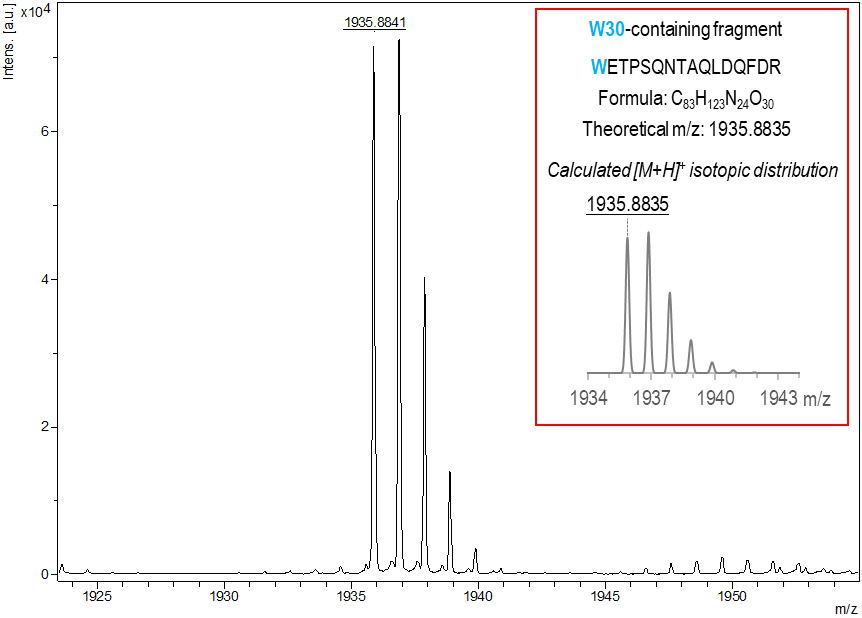 x10⁴
Intens. [a.u.]
1935.8841
6
4
2
0
1925
1930
1935
1940
1945
1950
m/z
W30-containing fragment
WETPSQNTAQLDQFDR
Formula: C₈₃H₁₂₃N₂₄O₃₀
Theoretical m/z: 1935.8835
Calculated [M+H]⁺ isotopic distribution
1935.8835
1934
1937
1940
1943 m/z